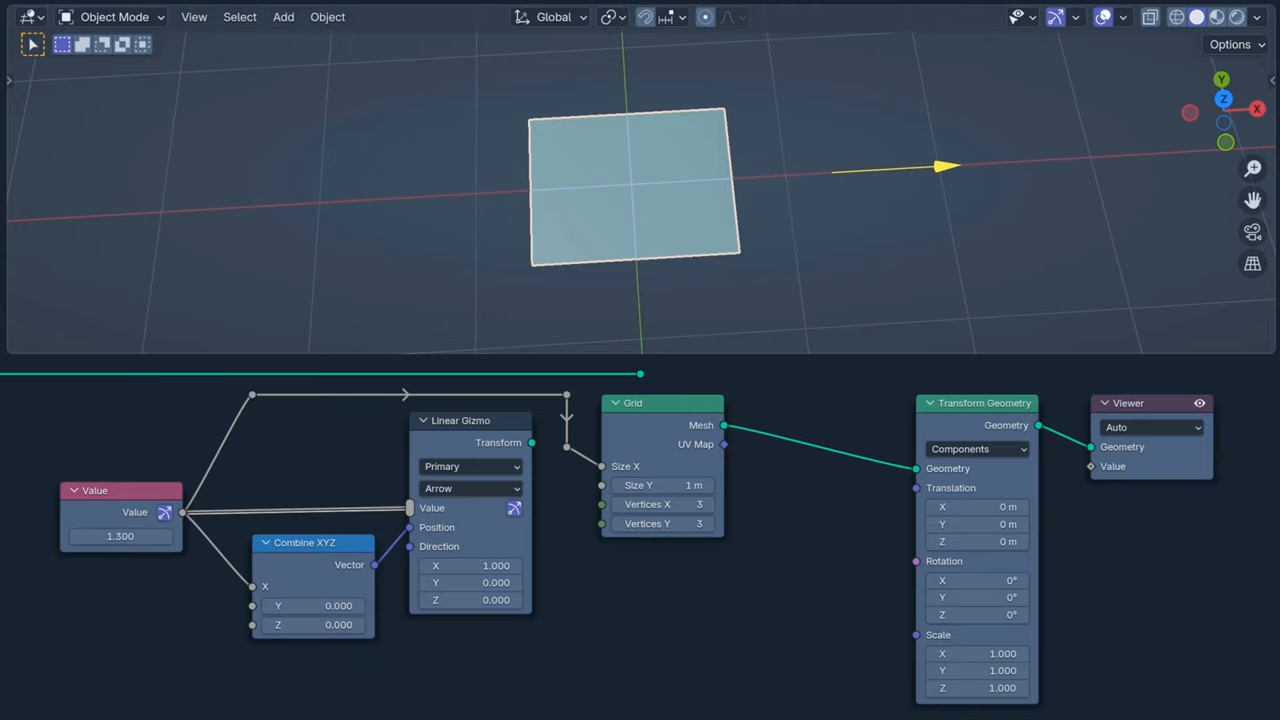 Object Mode View Select Add Object Global
Options
Y
Z
X
Value
Value
1.300
Combine XYZ
Vector
X
Y 0.000
Z 0.000
Linear Gizmo
Transform
Primary
Arrow
Value
Position
Direction
X 1.000
Y 0.000
Z 0.000
Grid
Mesh
UV Map
Size X
Size Y 1 m
Vertices X 3
Vertices Y 3
Transform Geometry
Geometry
Components
Geometry
Translation
X 0 m
Y 0 m
Z 0 m
Rotation
X 0°
Y 0°
Z 0°
Scale
X 1.000
Y 1.000
Z 1.000
Viewer
Auto
Geometry
Value